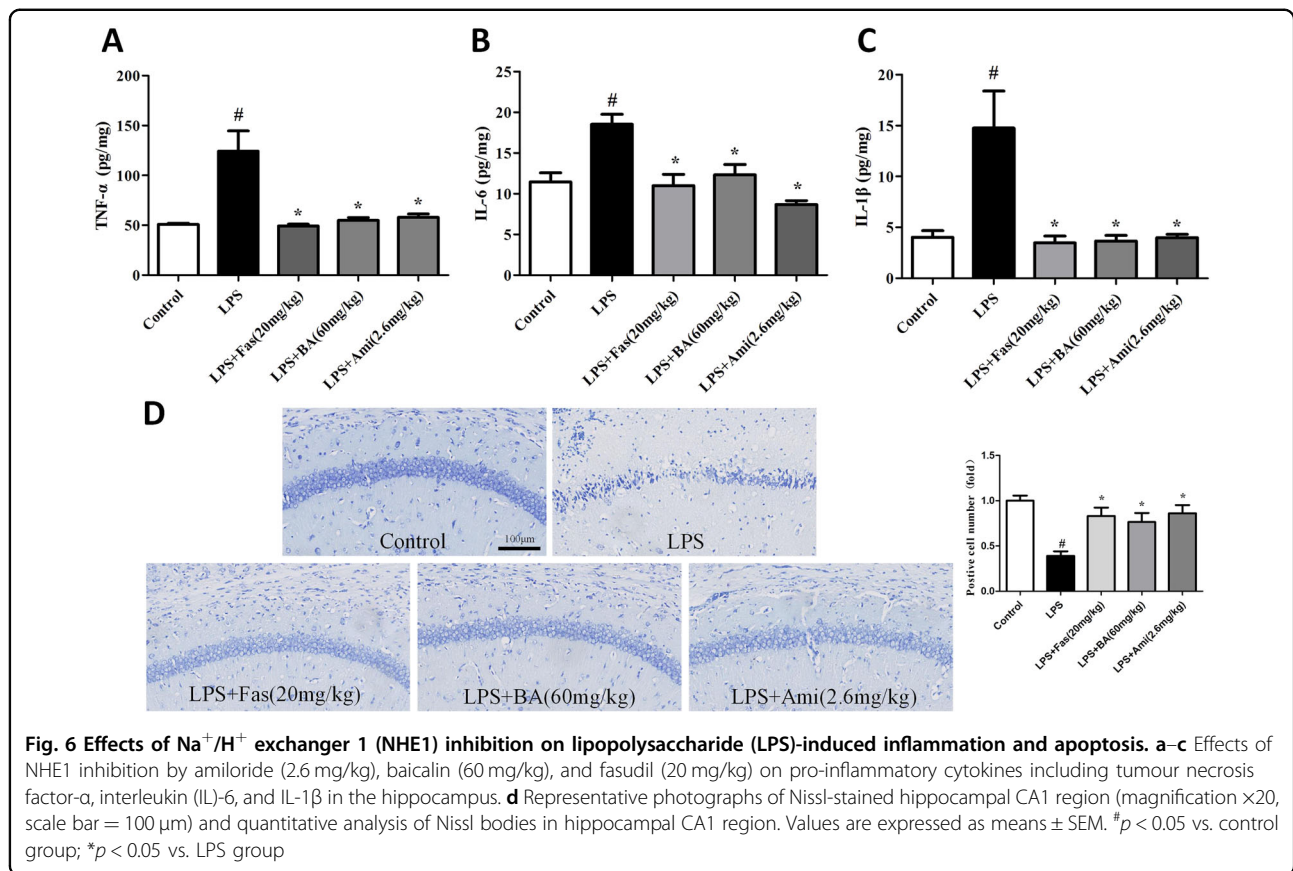 A
TNF-α (pg/mg)
200
150
100
50
0
#
*
*
*
Control
LPS
LPS+Fas(20mg/kg)
LPS+BA(60mg/kg)
LPS+Ami(2.6mg/kg)
B
IL-6 (pg/mg)
25
20
15
10
5
0
#
*
*
*
Control
LPS
LPS+Fas(20mg/kg)
LPS+BA(60mg/kg)
LPS+Ami(2.6mg/kg)
C
IL-1β (pg/mg)
20
15
10
5
0
#
*
*
*
Control
LPS
LPS+Fas(20mg/kg)
LPS+BA(60mg/kg)
LPS+Ami(2.6mg/kg)
D
Control
100μm
LPS
LPS+Fas(20mg/kg)
LPS+BA(60mg/kg)
LPS+Ami(2.6mg/kg)
Postive cell number (fold)
1.5
1.0
0.5
0.0
#
*
*
*
Control
LPS
LPS+Fas(20mg/kg)
LPS+BA(60mg/kg)
LPS+Ami(2.6mg/kg)
Fig. 6 Effects of Na⁺/H⁺ exchanger 1 (NHE1) inhibition on lipopolysaccharide (LPS)-induced inflammation and apoptosis. a–c Effects of
NHE1 inhibition by amiloride (2.6 mg/kg), baicalin (60 mg/kg), and fasudil (20 mg/kg) on pro-inflammatory cytokines including tumour necrosis
factor-α, interleukin (IL)-6, and IL-1β in the hippocampus. d Representative photographs of Nissl-stained hippocampal CA1 region (magnification ×20,
scale bar = 100 μm) and quantitative analysis of Nissl bodies in hippocampal CA1 region. Values are expressed as means ± SEM. #p < 0.05 vs. control
group; *p < 0.05 vs. LPS group